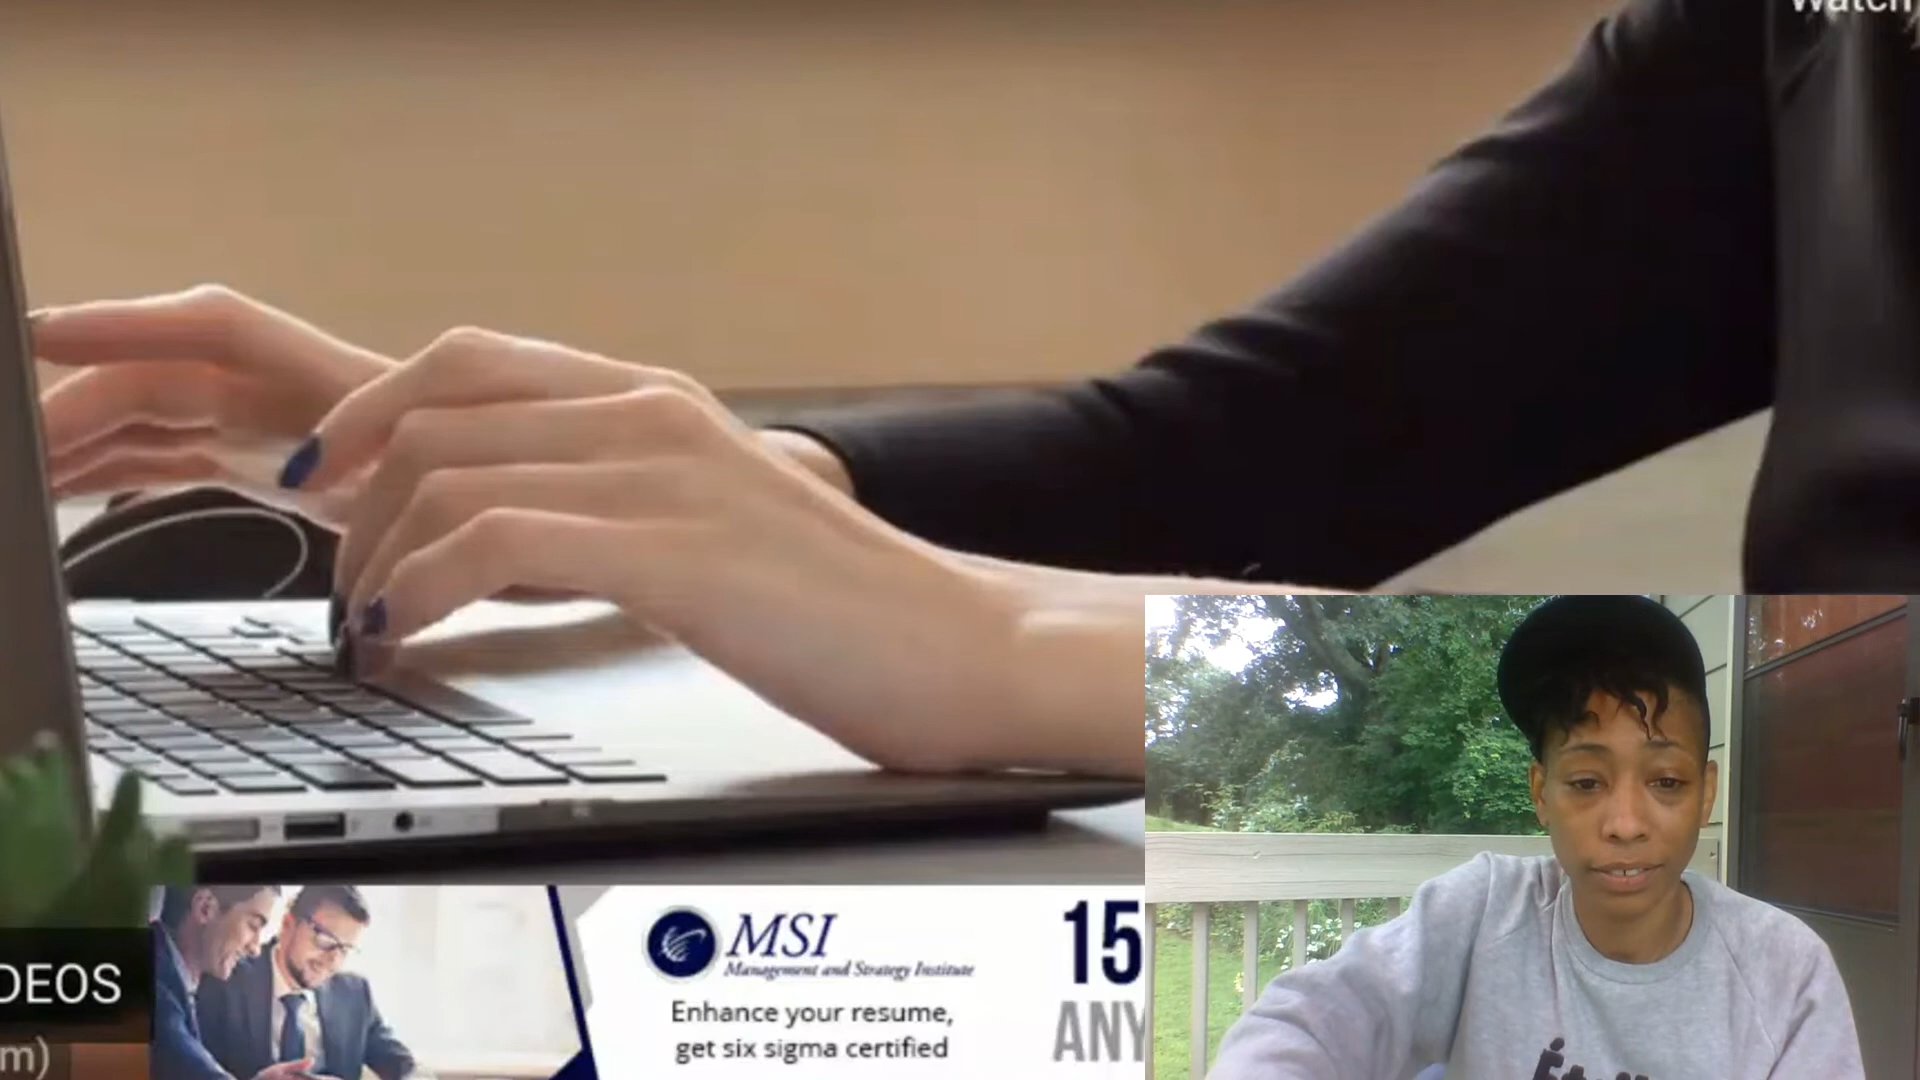 Watch
DEOS
m)
MSI
Management and Strategy Institute
Enhance your resume,
get six sigma certified
15
ANY